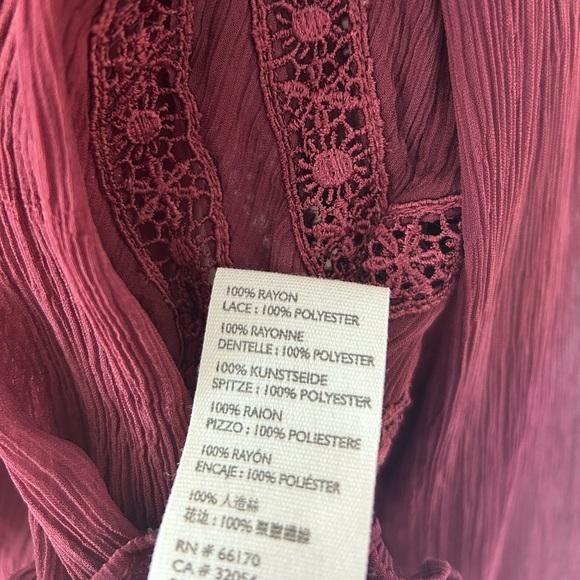 100% RAYON
LACE : 100% POLYESTER
100% RAYONNE
DENTELLE : 100% POLYESTER
100% KUNSTSEIDE
SPITZE : 100% POLYESTER
100% RAION
PIZZO : 100% POLIESTERE
100% RAYÓN
ENCAJE : 100% POLIÉSTER
100% 人造絲
花边 : 100% 聚酯纖維
RN # 66170
CA # 32054